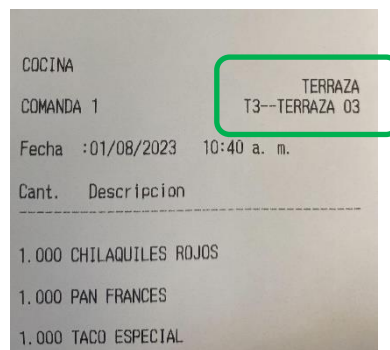 COCINA
TERRAZA
COMANDA 1 T3--TERRAZA 03
Fecha :01/08/2023 10:40 a. m.
Cant. Descripcion
1.000 CHILAQUILES ROJOS
1.000 PAN FRANCES
1.000 TACO ESPECIAL